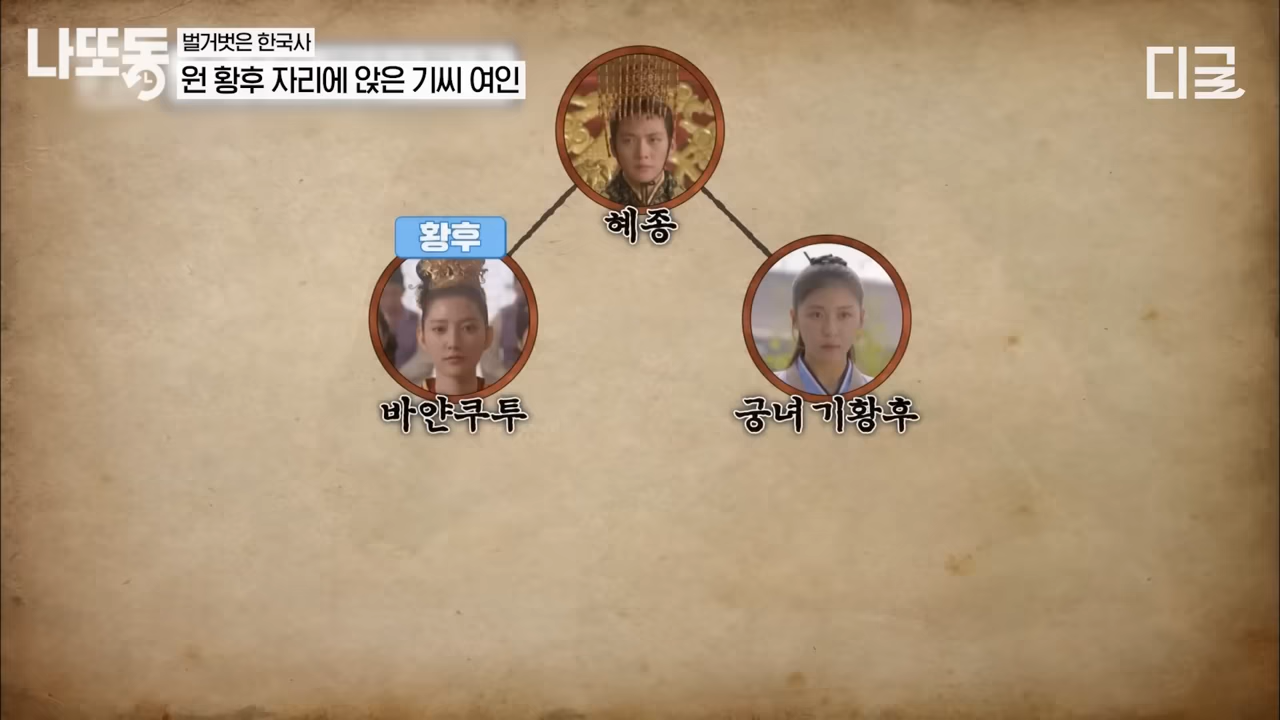 나또동
벌거벗은 한국사
원 황후 자리에 앉은 기씨 여인
디글
혜종
황후
바얀쿠투
궁녀 기황후